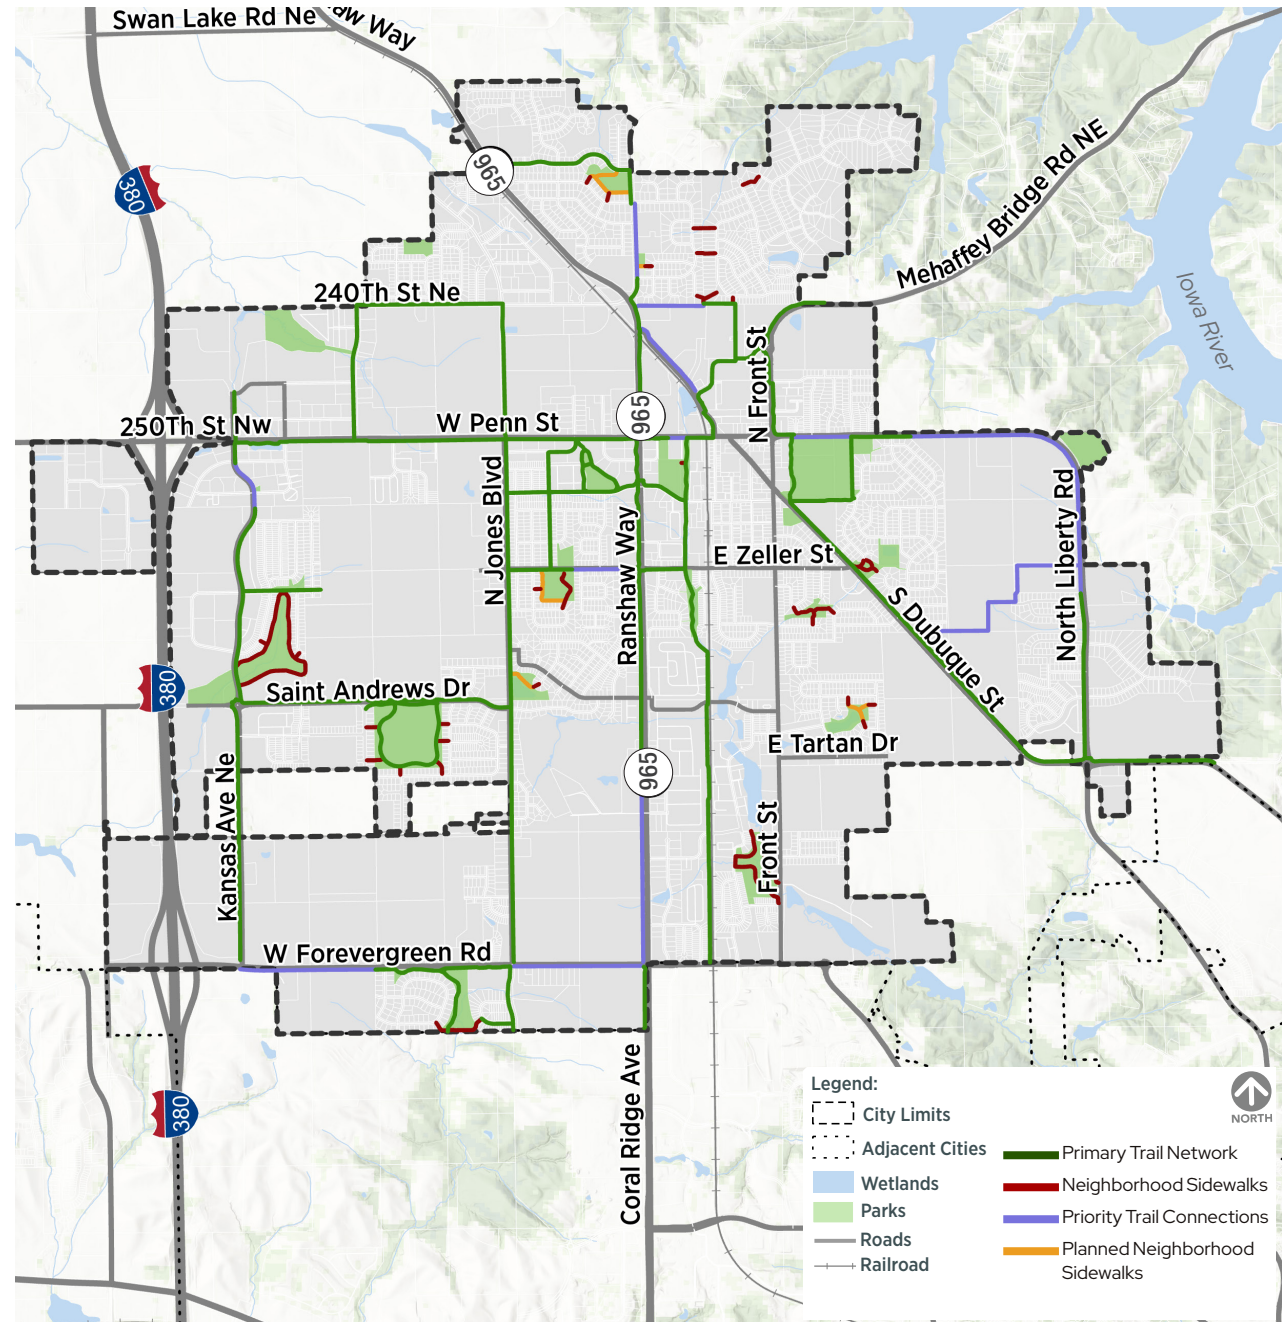 Swan Lake Rd Ne
aw Way
965
380
Mehaffey Bridge Rd NE
Iowa River
240Th St Ne
N Front St
965
250Th St Nw
W Penn St
N Jones Blvd
Ranshaw Way
E Zeller St
North Liberty Rd
S Dubuque St
380
Saint Andrews Dr
E Tartan Dr
965
Kansas Ave Ne
Front St
W Forevergreen Rd
Coral Ridge Ave
380
Legend:
City Limits
Adjacent Cities
Wetlands
Parks
Roads
Railroad
NORTH
Primary Trail Network
Neighborhood Sidewalks
Priority Trail Connections
Planned Neighborhood
Sidewalks